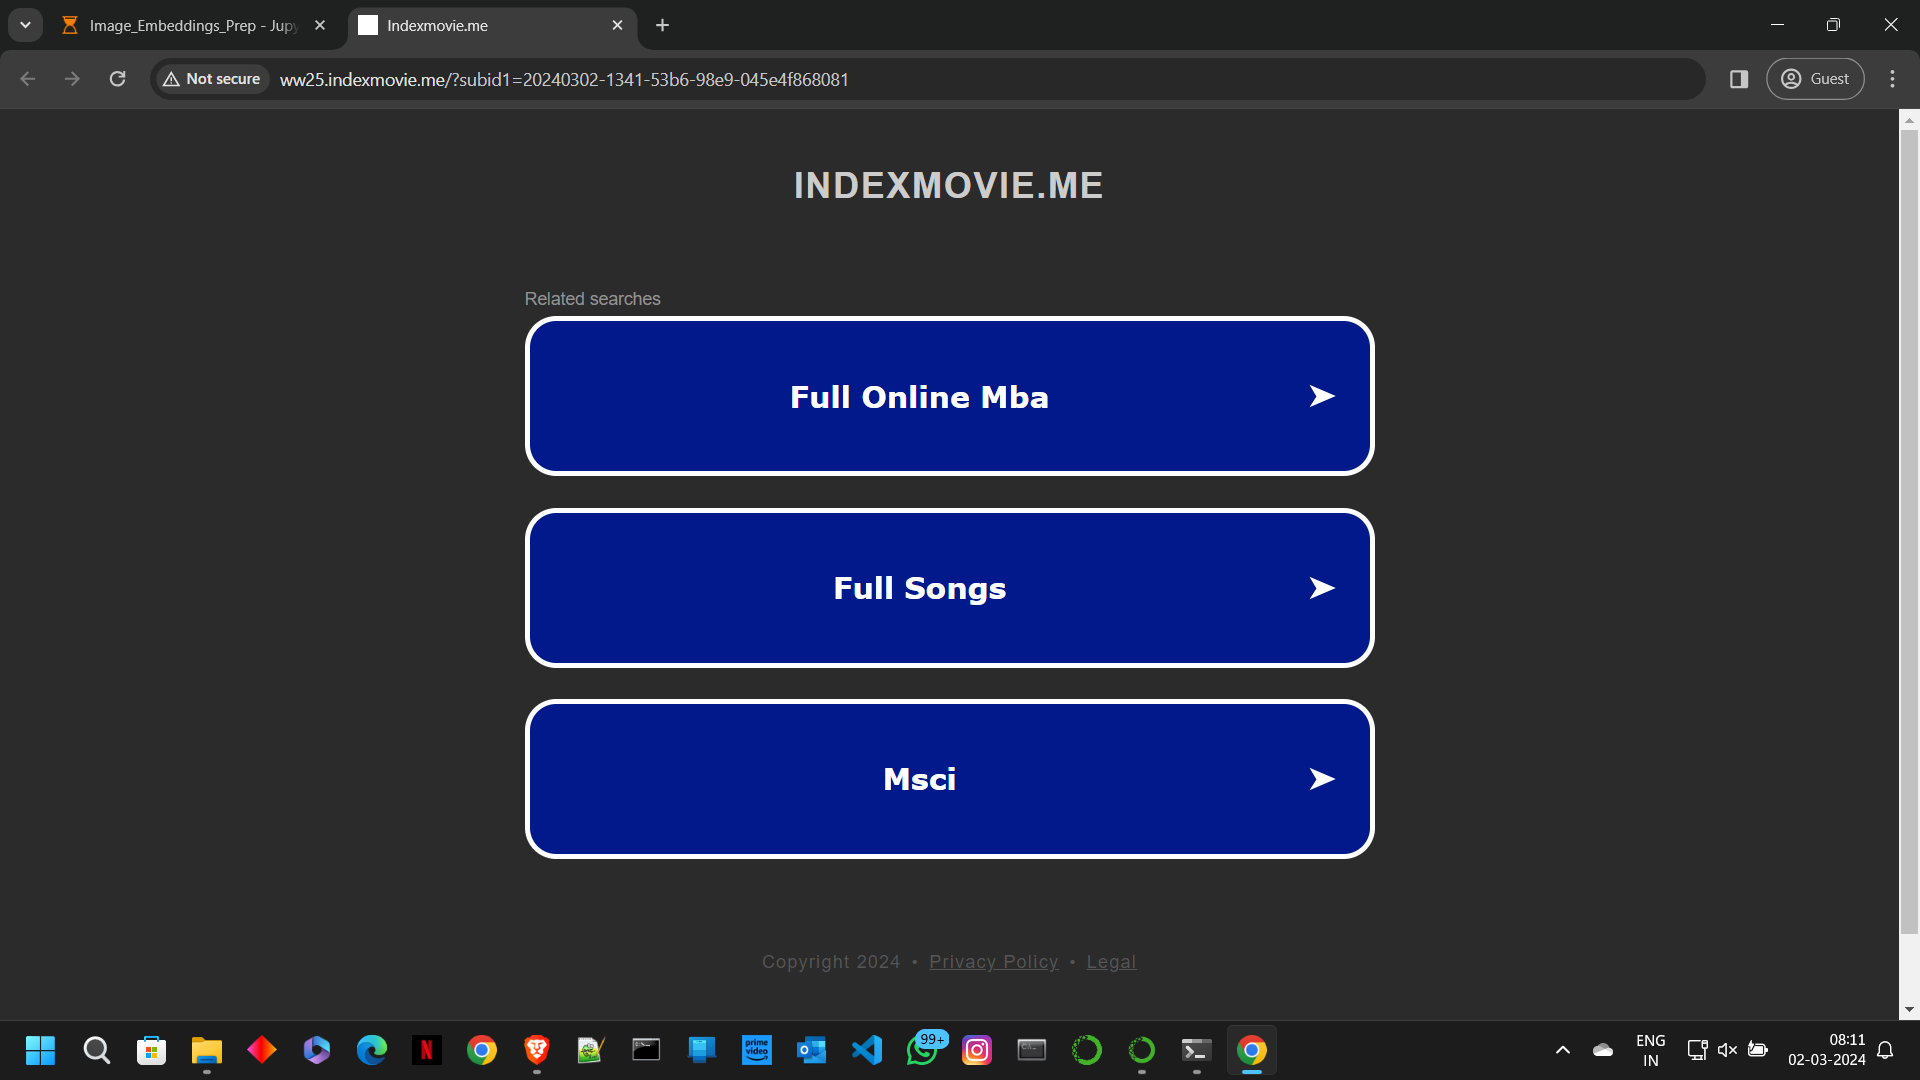 Image_Embeddings_Prep - Jupy
Indexmovie.me
Not secure
ww25.indexmovie.me/?subid1=20240302-1341-53b6-98e9-045e4f868081
Guest
INDEXMOVIE.ME
Related searches
Full Online Mba
Full Songs
Msci
Copyright 2024 • Privacy Policy • Legal
N
prime video
99+
ENG
IN
08:11
02-03-2024